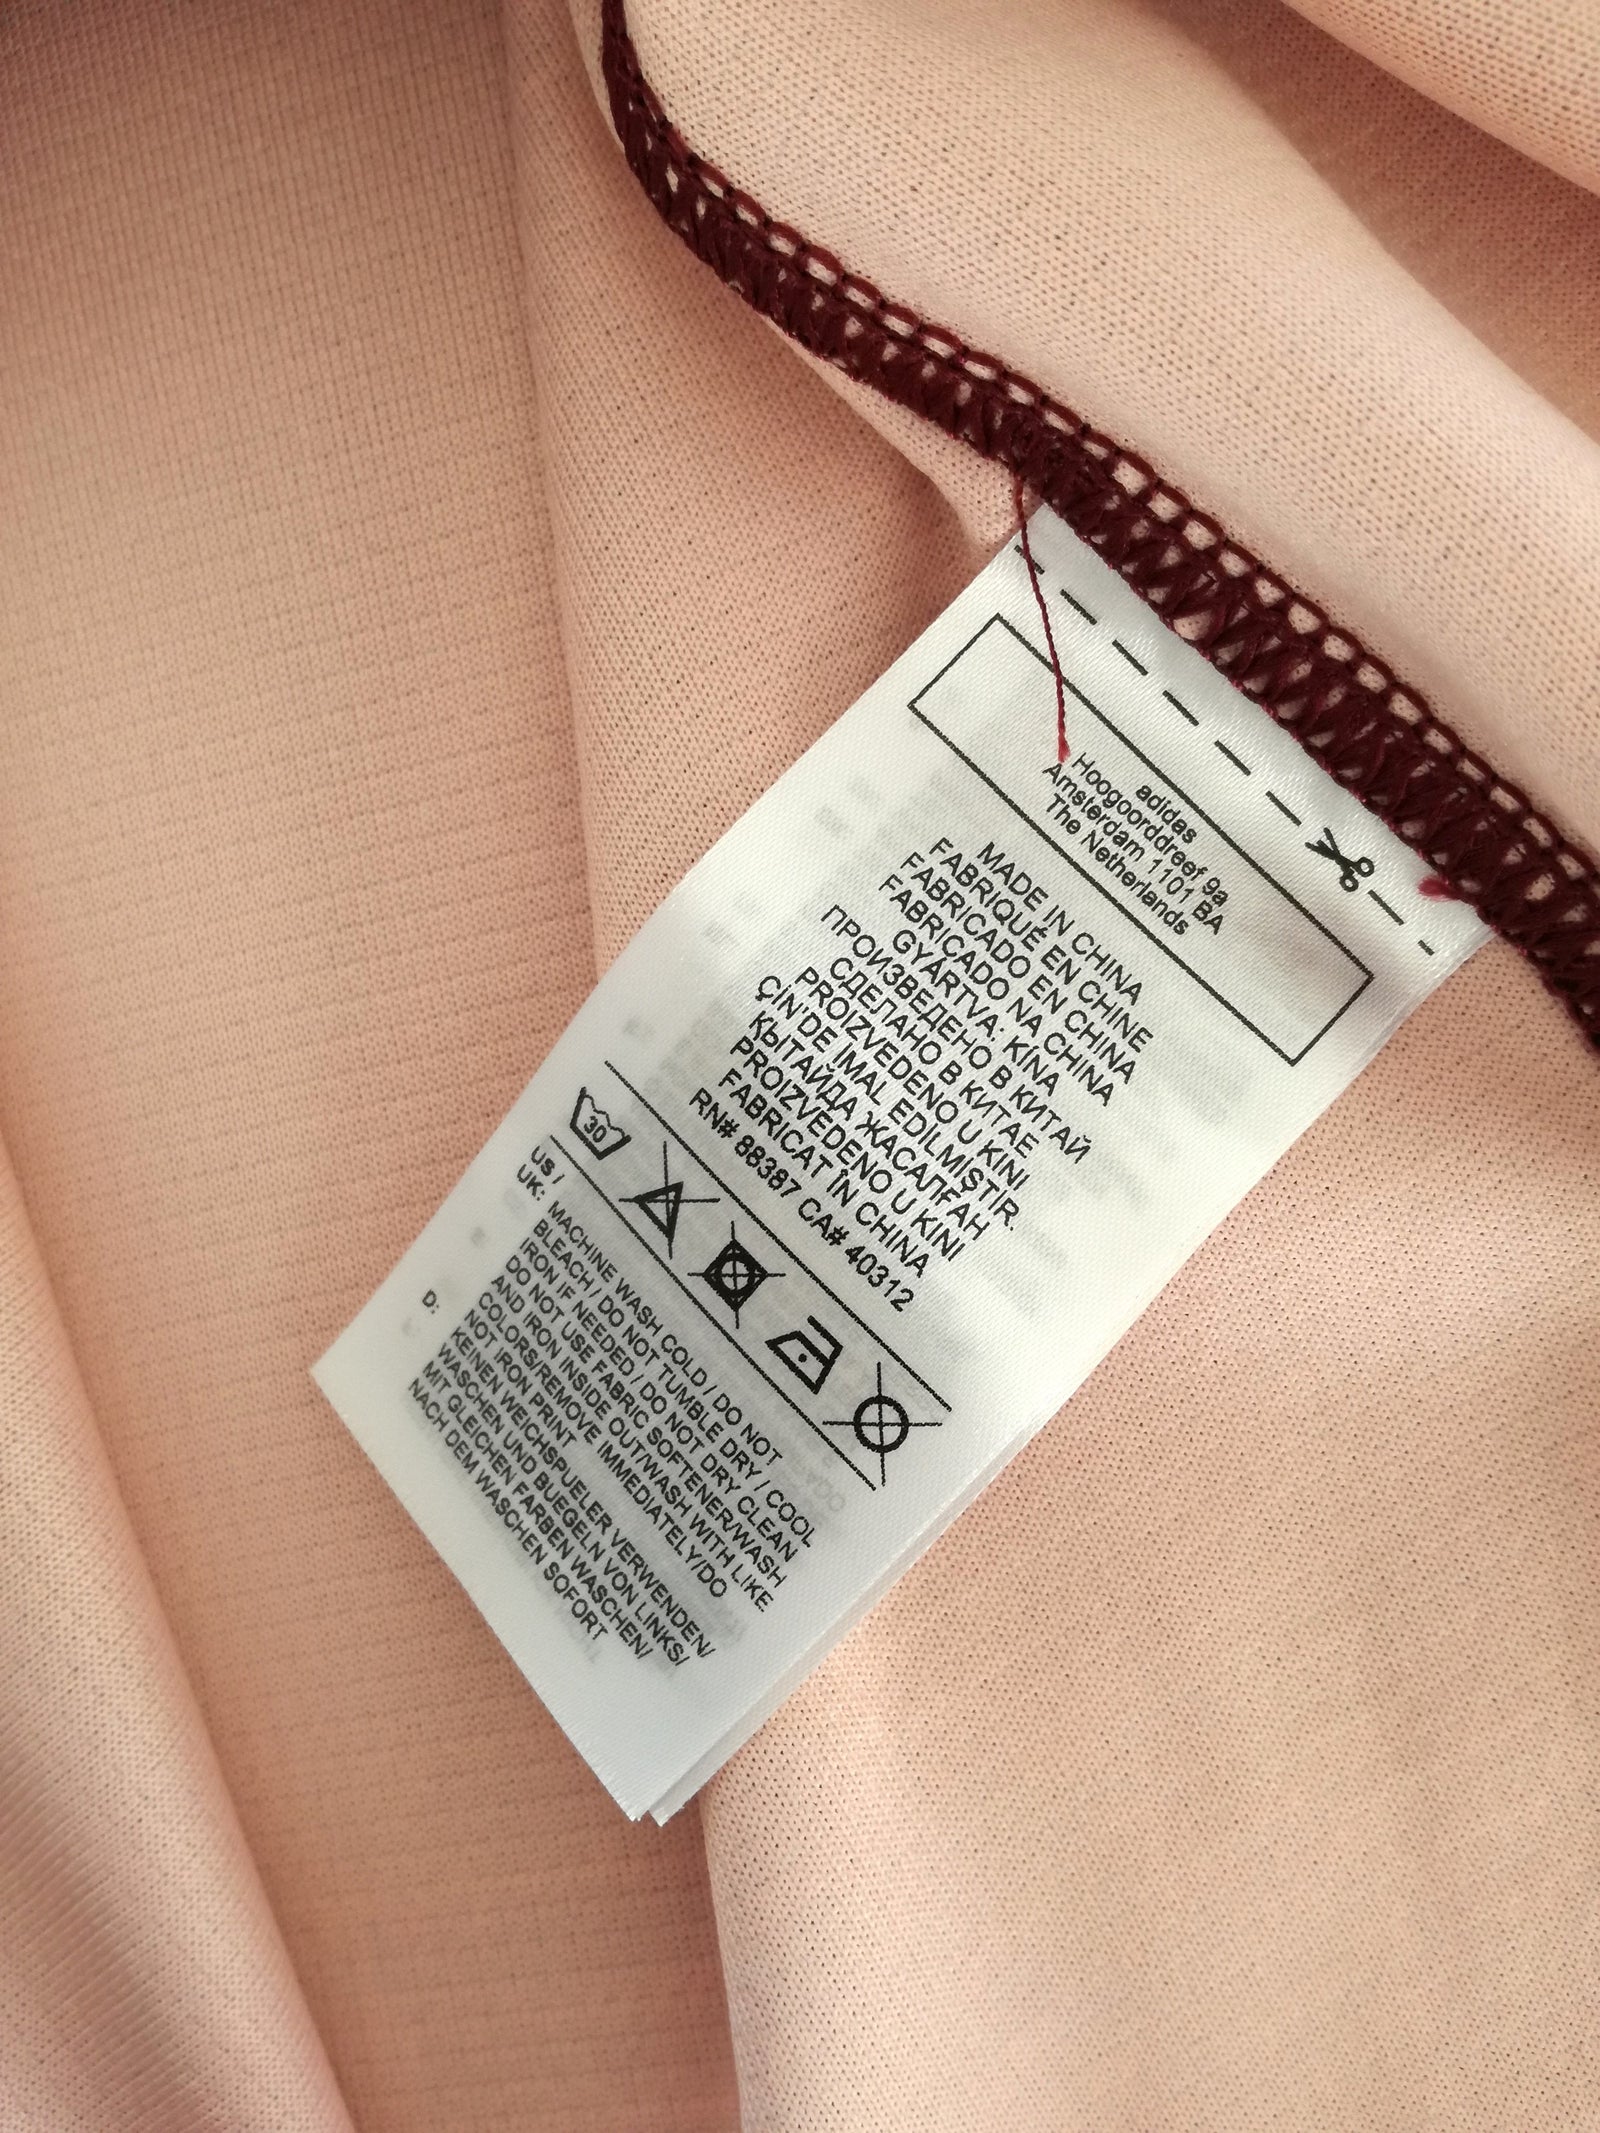 adidas
Hoogoorddreef 9a
Amsterdam 1101 BA
The Netherlands
MADE IN CHINA
FABRIQUÉ EN CHINE
FABRICADO EN CHINA
FABRICADO NA CHINA
GYÁRTVA: KÍNA
ПРОИЗВЕДЕНО В КИТАЙ
СДЕЛАНО В КИТАЕ
PROIZVEDENO U KINI
ÇİN'DE İMAL EDİLMİŞTİR.
ҚЫТАЙДА ЖАСАЛҒАН
PROIZVEDENO U KINI
FABRICAT ÎN CHINA
RN# 88387 CA# 40312
30
US /
UK: MACHINE WASH COLD / DO NOT
BLEACH / DO NOT TUMBLE DRY / COOL
IRON IF NEEDED / DO NOT DRY CLEAN
DO NOT USE FABRIC SOFTENER/WASH
AND IRON INSIDE OUT/WASH WITH LIKE
COLORS/REMOVE IMMEDIATELY/DO
NOT IRON PRINT
D: KEINEN WEICHSPUELER VERWENDEN/
WASCHEN UND BUEGELN VON LINKS/
MIT GLEICHEN FARBEN WASCHEN/
NACH DEM WASCHEN SOFORT